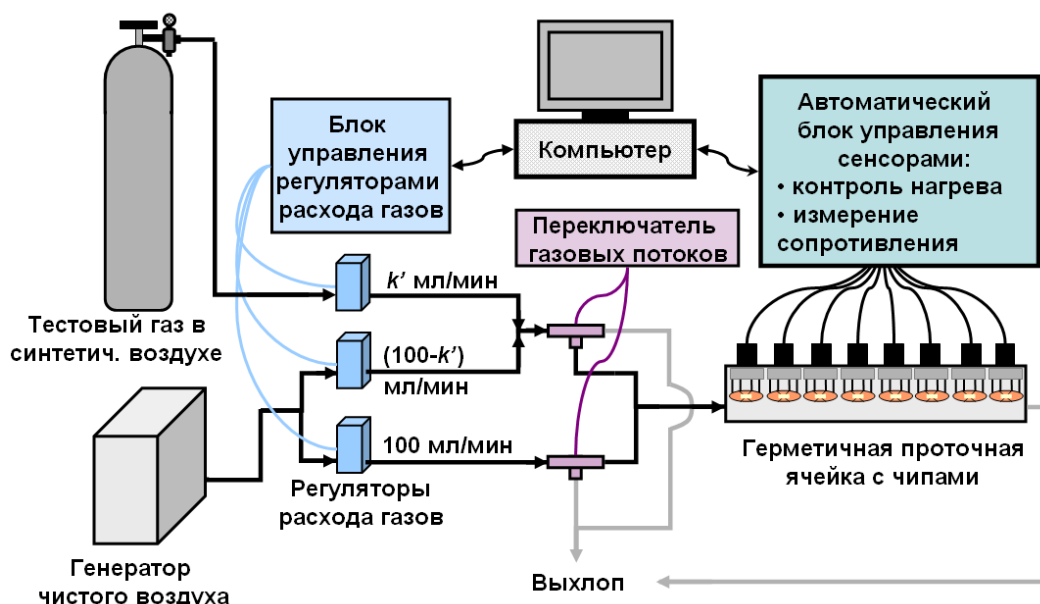 Блок
управления
регуляторами
расхода газов
Компьютер
Автоматический
блок управления
сенсорами:
• контроль нагрева
• измерение
сопротивления
Переключатель
газовых потоков
k’ мл/мин
Тестовый газ в
синтетич. воздухе
(100-k’)
мл/мин
100 мл/мин
Регуляторы
расхода газов
Герметичная проточная
ячейка с чипами
Генератор
чистого воздуха
Выхлоп